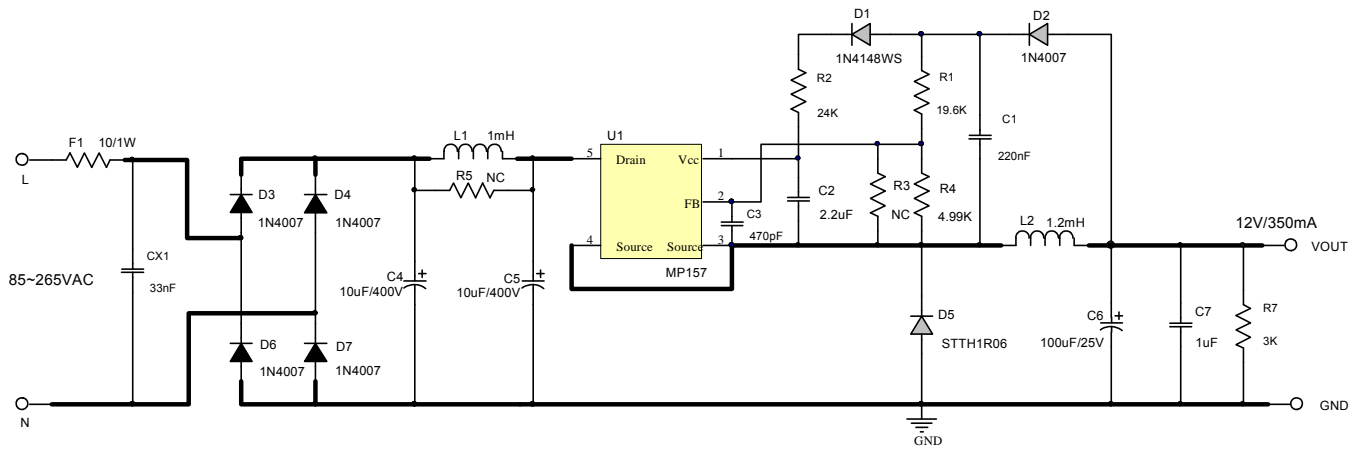 D1
1N4148WS
D2
1N4007
R2
24K
R1
19.6K
C1
220nF
F1 10/1W
L
L1 1mH
R5 NC
U1
5 Drain
Vcc 1
FB 2
4 Source
Source 3
MP157
C2
2.2uF
C3
470pF
R3
NC
R4
4.99K
D3
1N4007
D4
1N4007
L2 1.2mH
12V/350mA
VOUT
CX1
33nF
85~265VAC
C4
+
10uF/400V
C5
+
10uF/400V
D5
STTH1R06
C6
+
100uF/25V
C7
1uF
R7
3K
D6
1N4007
D7
1N4007
N
GND
GND